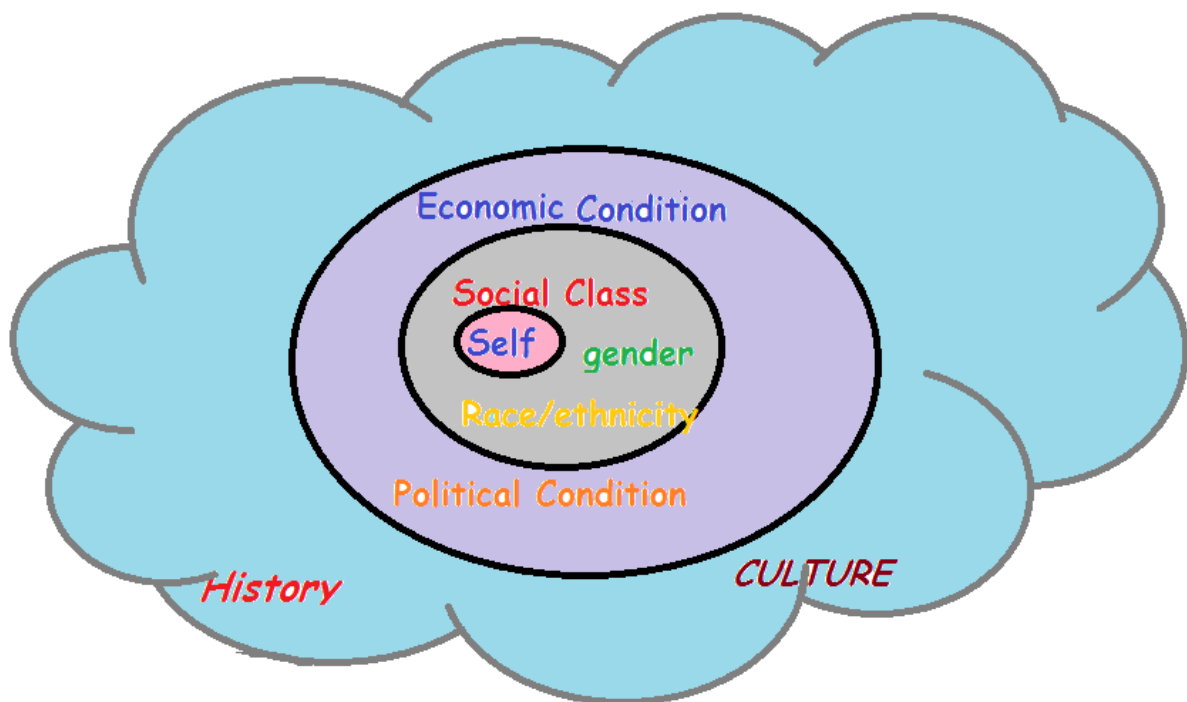 Economic Condition
Social Class
Self
gender
Race/ethnicity
Political Condition
History
CULTURE